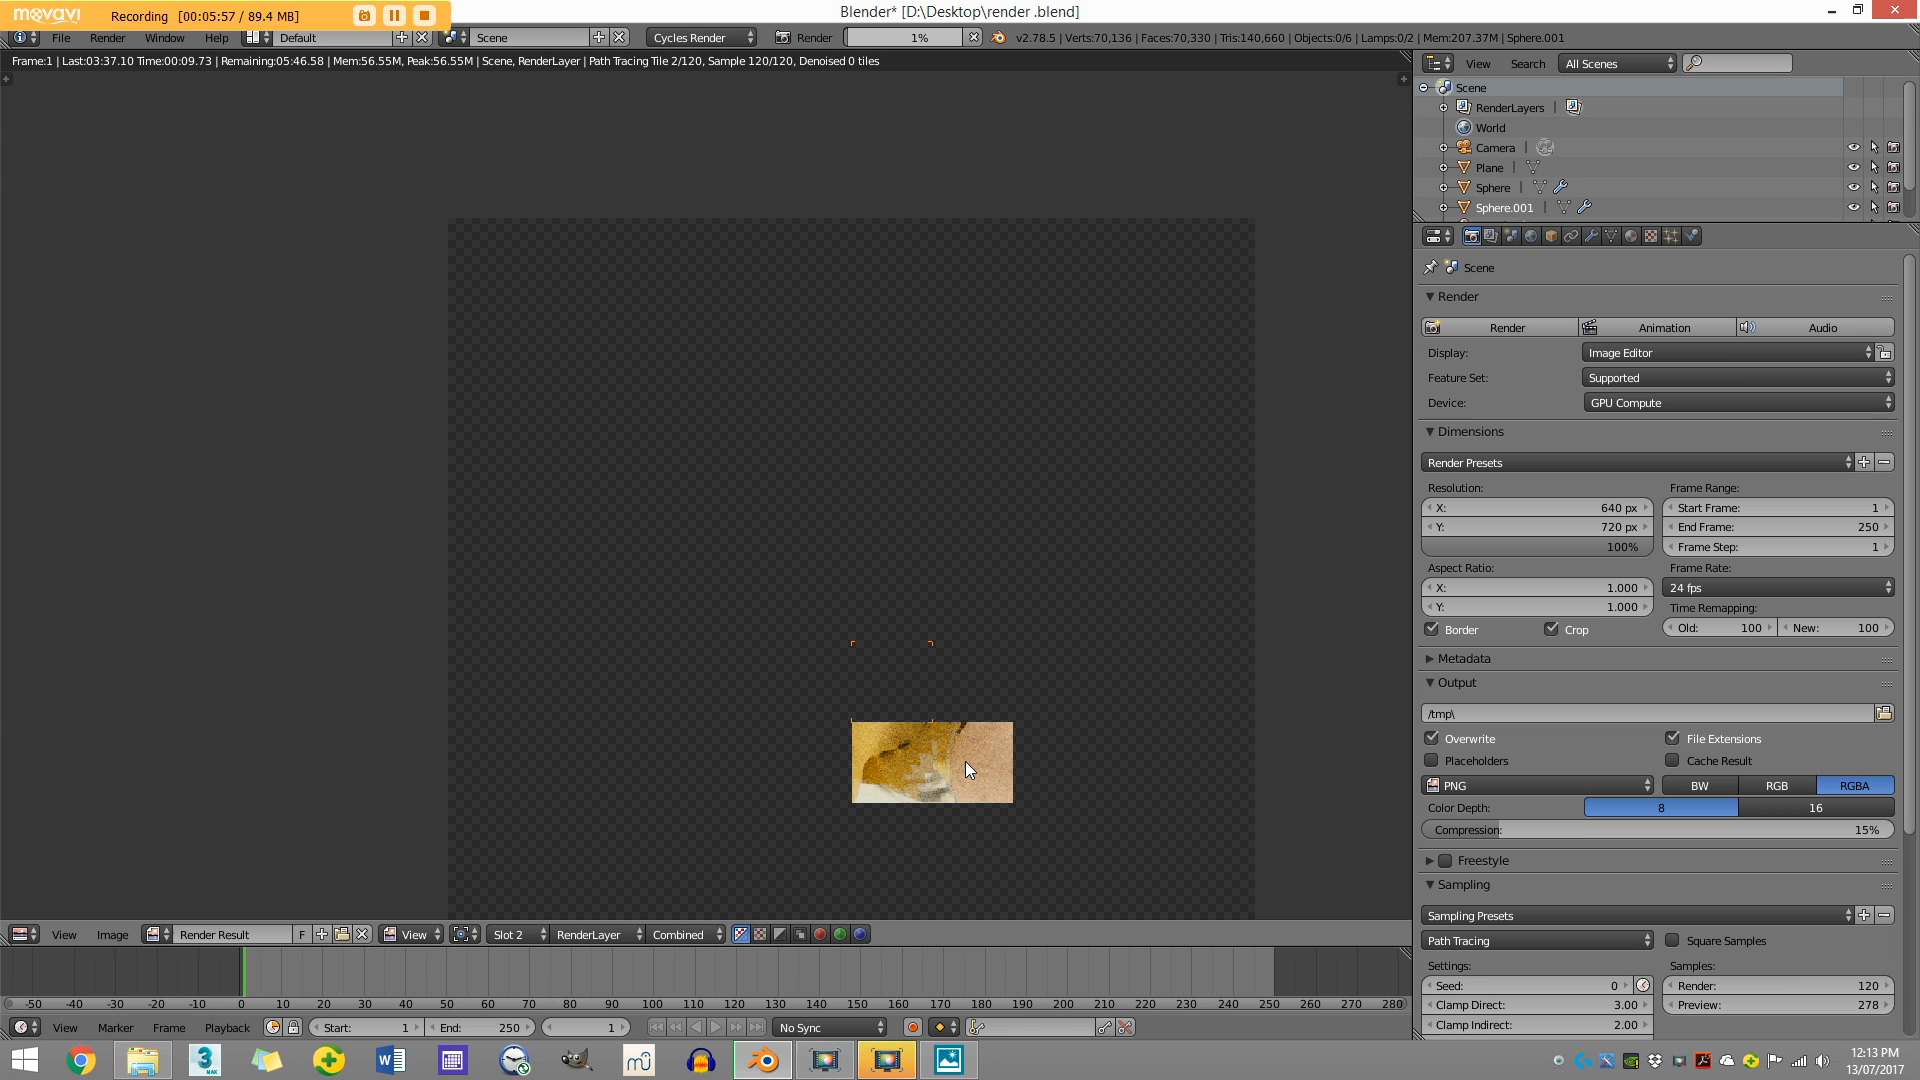 movavi Recording [00:05:57 / 89.4 MB]
Blender* [D:\Desktop\render .blend]
File Render Window Help Default Scene Cycles Render Render 1% v2.78.5 | Verts:70,136 | Faces:70,330 | Tris:140,660 | Objects:0/6 | Lamps:0/2 | Mem:207.37M | Sphere.001
Frame:1 | Last:03:37.10 Time:00:09.73 | Remaining:05:46.58 | Mem:56.55M, Peak:56.55M | Scene, RenderLayer | Path Tracing Tile 2/120, Sample 120/120, Denoised 0 tiles
View Search All Scenes
Scene
RenderLayers |
World
Camera |
Plane |
Sphere |
Sphere.001 |
Scene
Render
Render Animation Audio
Display: Image Editor
Feature Set: Supported
Device: GPU Compute
Dimensions
Render Presets
Resolution: Frame Range:
X: 640 px Start Frame: 1
Y: 720 px End Frame: 250
100% Frame Step: 1
Aspect Ratio: Frame Rate:
X: 1.000 24 fps
Y: 1.000 Time Remapping:
Border Crop Old: 100 New: 100
Metadata
Output
/tmp\
Overwrite File Extensions
Placeholders Cache Result
PNG BW RGB RGBA
Color Depth: 8 16
Compression: 15%
Freestyle
Sampling
Sampling Presets
Path Tracing Square Samples
Settings: Samples:
Seed: 0 Render: 120
Clamp Direct: 3.00 Preview: 278
Clamp Indirect: 2.00
View Image Render Result F View Slot 2 RenderLayer Combined
-50 -40 -30 -20 -10 0 10 20 30 40 50 60 70 80 90 100 110 120 130 140 150 160 170 180 190 200 210 220 230 240 250 260 270 280
View Marker Frame Playback Start: 1 End: 250 1 No Sync
3 MAX W mü
12:13 PM
13/07/2017